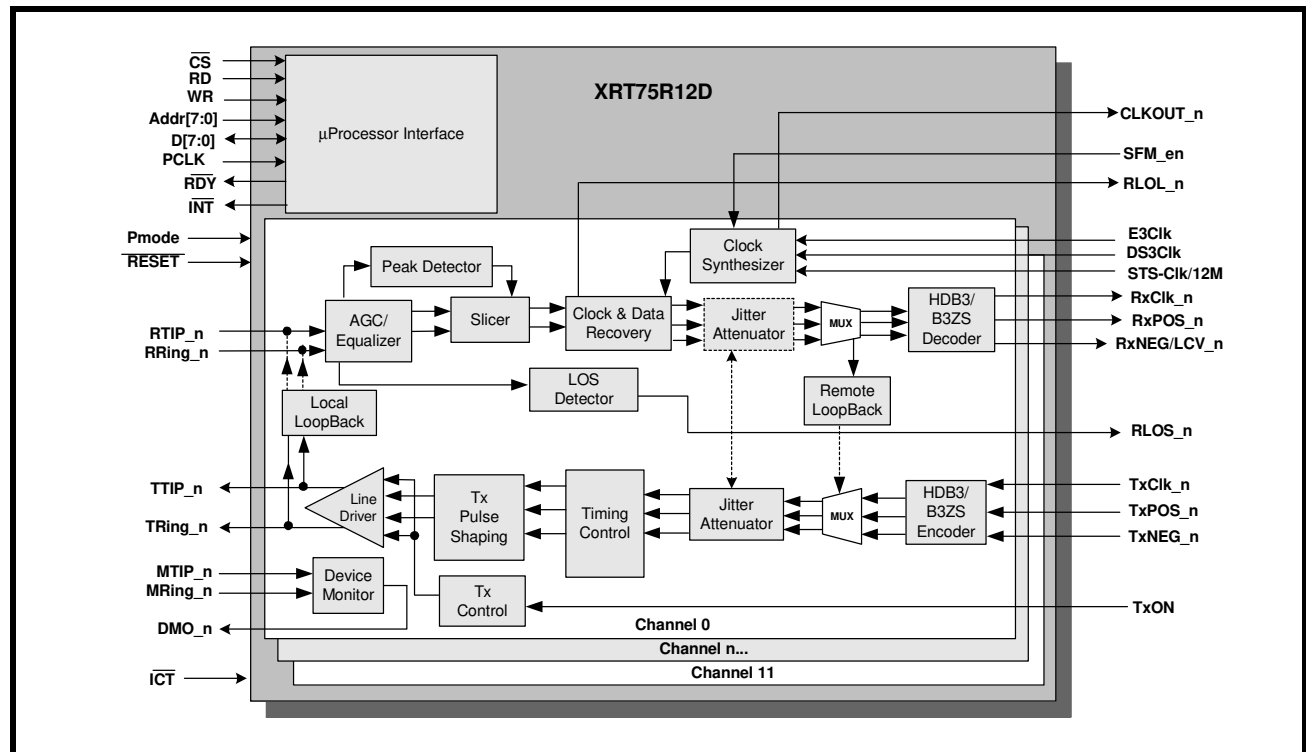 XRT75R12D
CS
RD
WR
Addr[7:0]
D[7:0]
PCLK
RDY
INT
µProcessor Interface
Pmode
RESET
CLKOUT_n
SFM_en
RLOL_n
E3Clk
DS3Clk
STS-Clk/12M
Clock
Synthesizer
Peak Detector
RTIP_n
RRing_n
AGC/
Equalizer
Slicer
Clock & Data
Recovery
Jitter
Attenuator
MUX
HDB3/
B3ZS
Decoder
RxClk_n
RxPOS_n
RxNEG/LCV_n
Local
LoopBack
LOS
Detector
Remote
LoopBack
RLOS_n
TTIP_n
TRing_n
Line
Driver
Tx
Pulse
Shaping
Timing
Control
Jitter
Attenuator
MUX
HDB3/
B3ZS
Encoder
TxClk_n
TxPOS_n
TxNEG_n
MTIP_n
MRing_n
DMO_n
Device
Monitor
Tx
Control
TxON
Channel 0
Channel n...
Channel 11
ICT